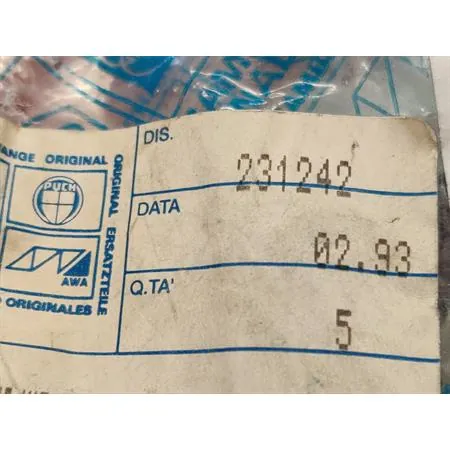 DIS.
231242
DATA
02.93
Q.TA'
5
ANGE ORIGINAL
ORIGINAL ERSATZTEILE
PUCH
AWA
O ORIGINALES